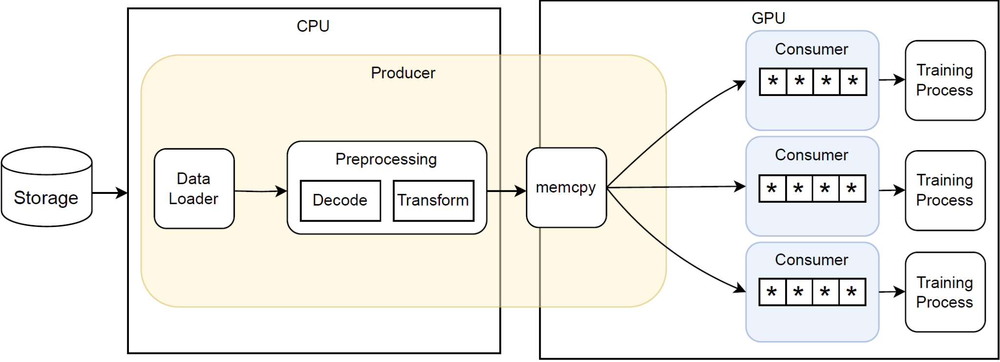 CPU
GPU
Producer
Storage
Data
Loader
Preprocessing
Decode
Transform
memcpy
Consumer
* * * *
Training
Process
Consumer
* * * *
Training
Process
Consumer
* * * *
Training
Process